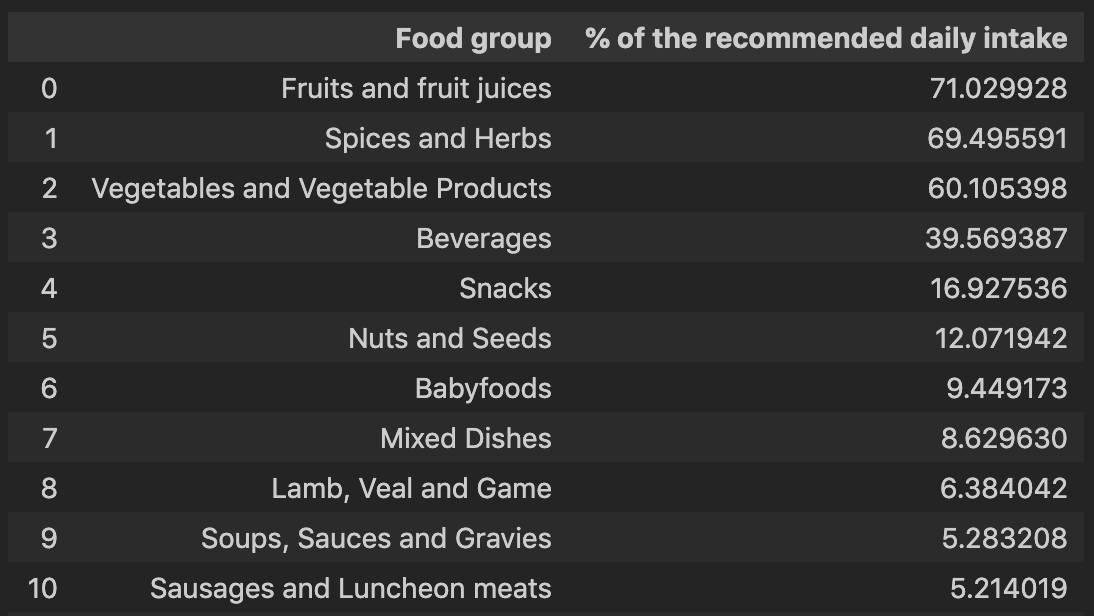 Food group % of the recommended daily intake
0 Fruits and fruit juices 71.029928
1 Spices and Herbs 69.495591
2 Vegetables and Vegetable Products 60.105398
3 Beverages 39.569387
4 Snacks 16.927536
5 Nuts and Seeds 12.071942
6 Babyfoods 9.449173
7 Mixed Dishes 8.629630
8 Lamb, Veal and Game 6.384042
9 Soups, Sauces and Gravies 5.283208
10 Sausages and Luncheon meats 5.214019